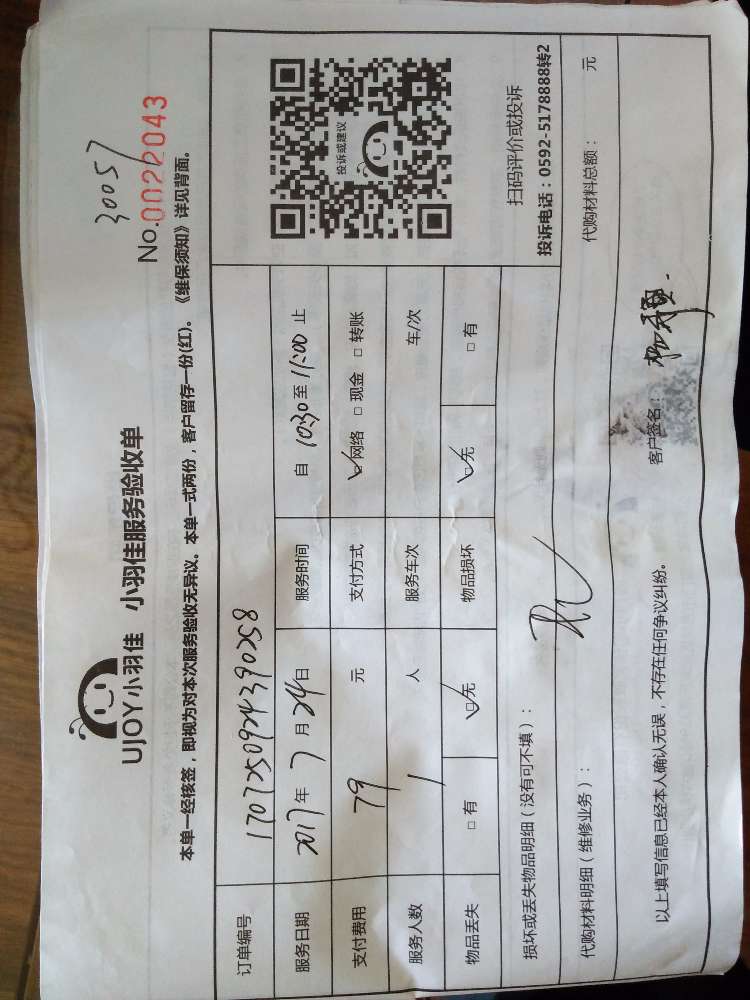 30057
UJOY小羽佳 小羽佳服务验收单
No.0022043
本单一经核签，即视为对本次服务验收无异议。本单一式两份，客户留存一份(红)。《维保须知》详见背面。
订单编号 1707250924390258
服务日期 2017年7月24日 服务时间 自 10:30 至 11:00 止
支付费用 79 元 支付方式 ☑网络 □现金 □转账
服务人数 1 人 服务车次 车/次
物品丢失 □有 ☑无 物品损坏 ☑无 □有
投诉或建议
扫码评价或投诉
投诉电话：0592-5178888转2
损坏或丢失物品明细（没有可不填）：
代购材料明细（维修业务）： 代购材料总额： 元
以上填写信息已经本人确认无误，不存在任何争议纠纷。 客户签名：